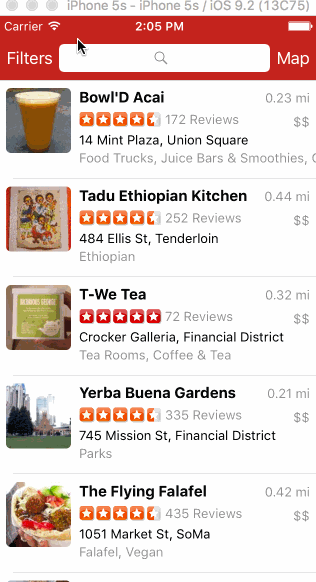 iPhone 5s - iPhone 5s / iOS 9.2 (13C75)
Carrier 2:05 PM
Filters Map
Bowl'D Acai 0.23 mi
172 Reviews $$
14 Mint Plaza, Union Square
Food Trucks, Juice Bars & Smoothies, C
Tadu Ethiopian Kitchen 0.44 mi
252 Reviews $$
484 Ellis St, Tenderloin
Ethiopian
T-We Tea 0.32 mi
72 Reviews $$
Crocker Galleria, Financial District
Tea Rooms, Coffee & Tea
Yerba Buena Gardens 0.21 mi
335 Reviews $$
745 Mission St, Financial District
Parks
The Flying Falafel 0.42 mi
435 Reviews $$
1051 Market St, SoMa
Falafel, Vegan